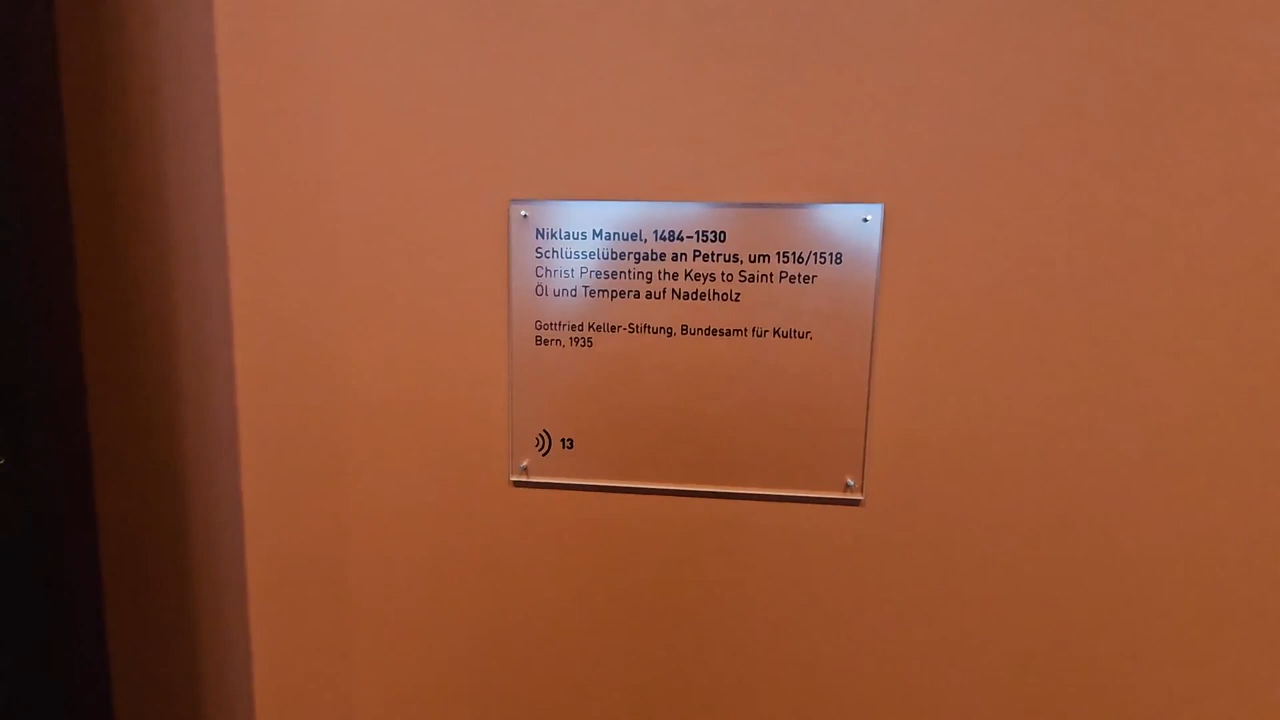 Niklaus Manuel, 1484–1530
Schlüsselübergabe an Petrus, um 1516/1518
Christ Presenting the Keys to Saint Peter
Öl und Tempera auf Nadelholz
Gottfried Keller-Stiftung, Bundesamt für Kultur,
Bern, 1935
13